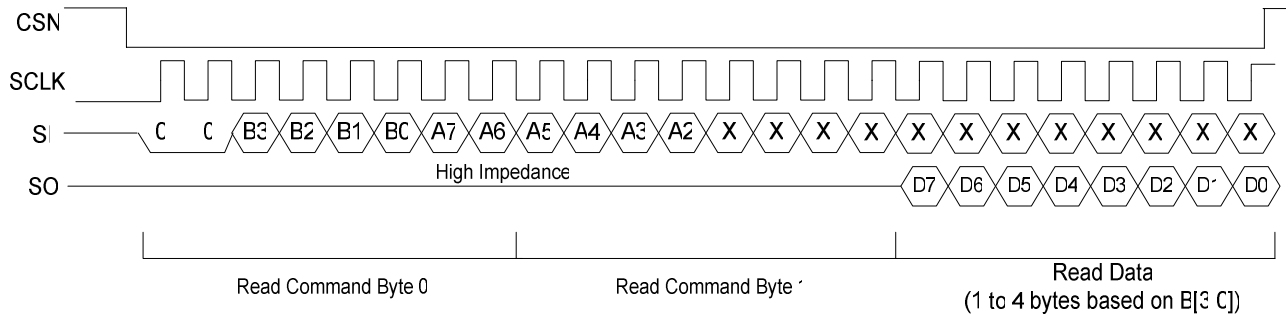 CSN
SCLK
SI 0 0 B3 B2 B1 B0 A7 A6 A5 A4 A3 A2 X X X X X X X X X X X X
High Impedance
SO D7 D6 D5 D4 D3 D2 D1 D0
Read Command Byte 0
Read Command Byte 1
Read Data
(1 to 4 bytes based on B[3:0])